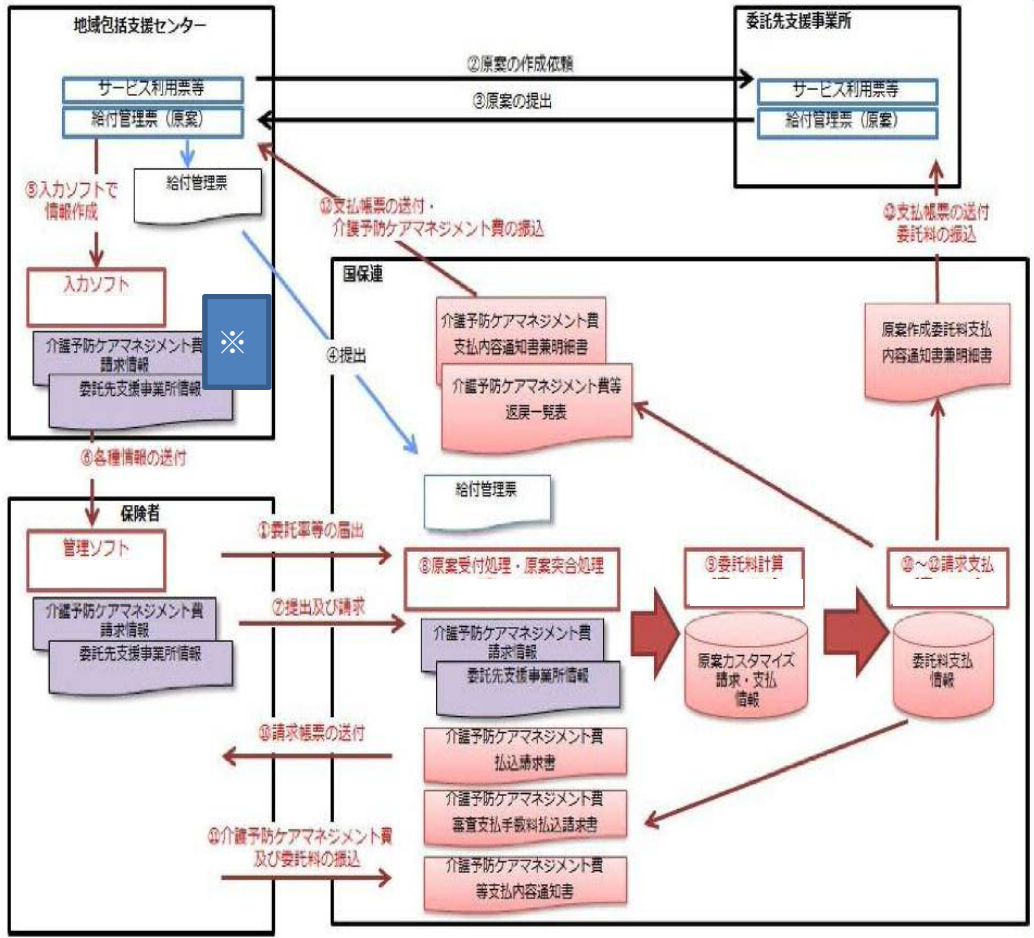 地域包括支援センター
サービス利用票等
給付管理票（原案）
給付管理票
⑤入力ソフトで
情報作成
入力ソフト
介護予防ケアマネジメント費
請求情報
委託先支援事業所情報
※
②原案の作成依頼
③原案の提出
委託先支援事業所
サービス利用票等
給付管理票（原案）
⑫支払帳票の送付・
介護予防ケアマネジメント費の振込
⑫支払帳票の送付
委託料の振込
④提出
国保連
介護予防ケアマネジメント費
支払内容通知書兼明細書
介護予防ケアマネジメント費等
返戻一覧表
原案作成委託料支払
内容通知書兼明細書
給付管理票
⑥各種情報の送付
保険者
管理ソフト
介護予防ケアマネジメント費
請求情報
委託先支援事業所情報
①委託率等の届出
⑦提出及び請求
⑧原案受付処理・原案突合処理
⑨委託料計算
⑩～⑫請求支払
介護予防ケアマネジメント費
請求情報
委託先支援事業所情報
原案カスタマイズ
請求・支払
情報
委託料支払
情報
⑩請求帳票の送付
介護予防ケアマネジメント費
払込請求書
介護予防ケアマネジメント費
審査支払手数料払込請求書
⑪介護予防ケアマネジメント費
及び委託料の振込
介護予防ケアマネジメント費
等支払内容通知書